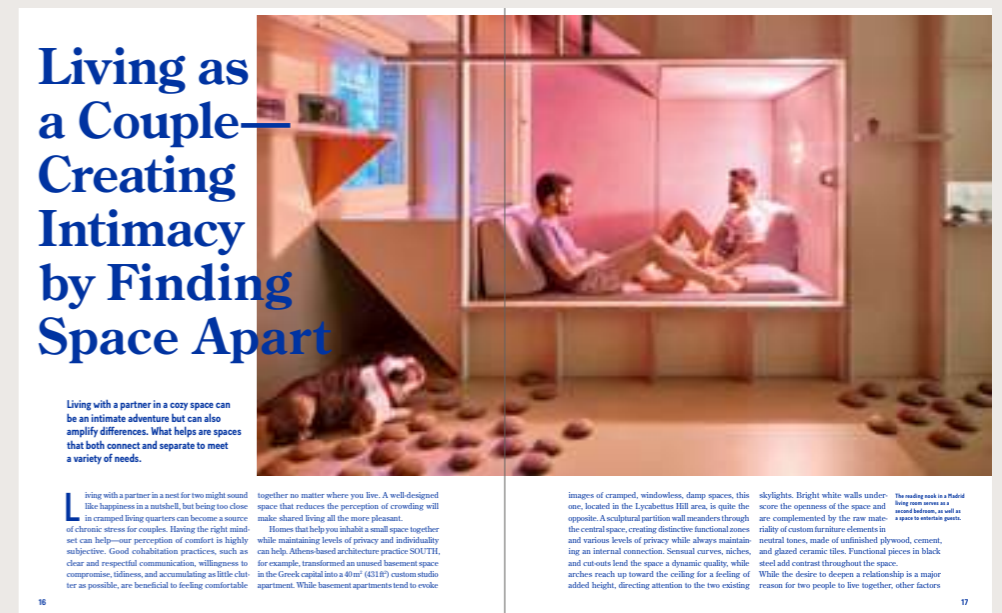 Living as
a Couple—
Creating
Intimacy
by Finding
Space Apart
Living with a partner in a cozy space can
be an intimate adventure but can also
amplify differences. What helps are spaces
that both connect and separate to meet
a variety of needs.
Living with a partner in a nest for two might sound
like happiness in a nutshell, but being too close
in cramped living quarters can become a source
of chronic stress for couples. Having the right mind-
set can help—our perception of comfort is highly
subjective. Good cohabitation practices, such as
clear and respectful communication, willingness to
compromise, tidiness, and accumulating as little clut-
ter as possible, are beneficial to feeling comfortable
together no matter where you live. A well-designed
space that reduces the perception of crowding will
make shared living all the more pleasant.
Homes that help you inhabit a small space together
while maintaining levels of privacy and individuality
can help. Athens-based architecture practice SOUTH,
for example, transformed an unused basement space
in the Greek capital into a 40 m² (431 ft²) custom studio
apartment. While basement apartments tend to evoke
images of cramped, windowless, damp spaces, this
one, located in the Lycabettus Hill area, is quite the
opposite. A sculptural partition wall meanders through
the central space, creating distinctive functional zones
and various levels of privacy while always maintain-
ing an internal connection. Sensual curves, niches,
and cut-outs lend the space a dynamic quality, while
arches reach up toward the ceiling for a feeling of
added height, directing attention to the two existing
skylights. Bright white walls under-
score the openness of the space and
are complemented by the raw mate-
riality of custom furniture elements in
neutral tones, made of unfinished plywood, cement,
and glazed ceramic tiles. Functional pieces in black
steel add contrast throughout the space.
While the desire to deepen a relationship is a major
reason for two people to live together, other factors
The reading nook in a Madrid
living room serves as a
second bedroom, as well as
a space to entertain guests.
16
17